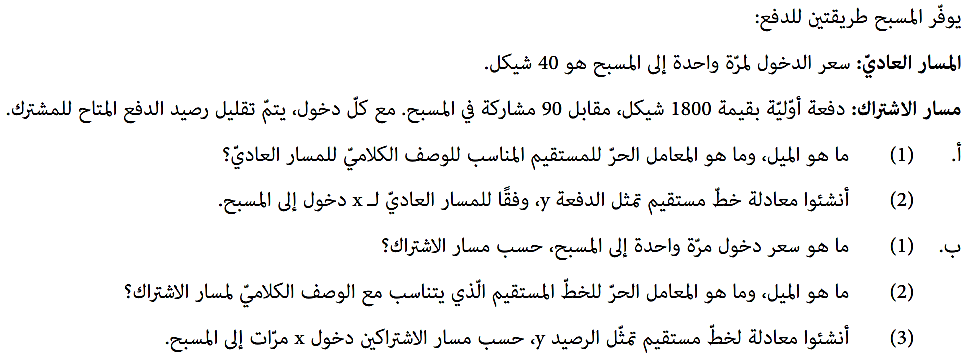 يوفّر المسبح طريقتين للدفع:
المسار العاديّ: سعر الدخول لمرّة واحدة إلى المسبح هو 40 شيكل.
مسار الاشتراك: دفعة أوّليّة بقيمة 1800 شيكل، مقابل 90 مشاركة في المسبح. مع كلّ دخول، يتمّ تقليل رصيد الدفع المتاح للمشترك.
أ. (1) ما هو الميل، وما هو المعامل الحرّ للمستقيم المناسب للوصف الكلاميّ للمسار العاديّ؟
(2) أنشئوا معادلة خطّ مستقيم تمثل الدفعة y، وفقًا للمسار العاديّ لـ x دخول إلى المسبح.
ب. (1) ما هو سعر دخول مرّة واحدة إلى المسبح، حسب مسار الاشتراك؟
(2) ما هو الميل، وما هو المعامل الحرّ للخطّ المستقيم الّذي يتناسب مع الوصف الكلاميّ لمسار الاشتراك؟
(3) أنشئوا معادلة لخطّ مستقيم تمثّل الرصيد y، حسب مسار الاشتراكين دخول x مرّات إلى المسبح.